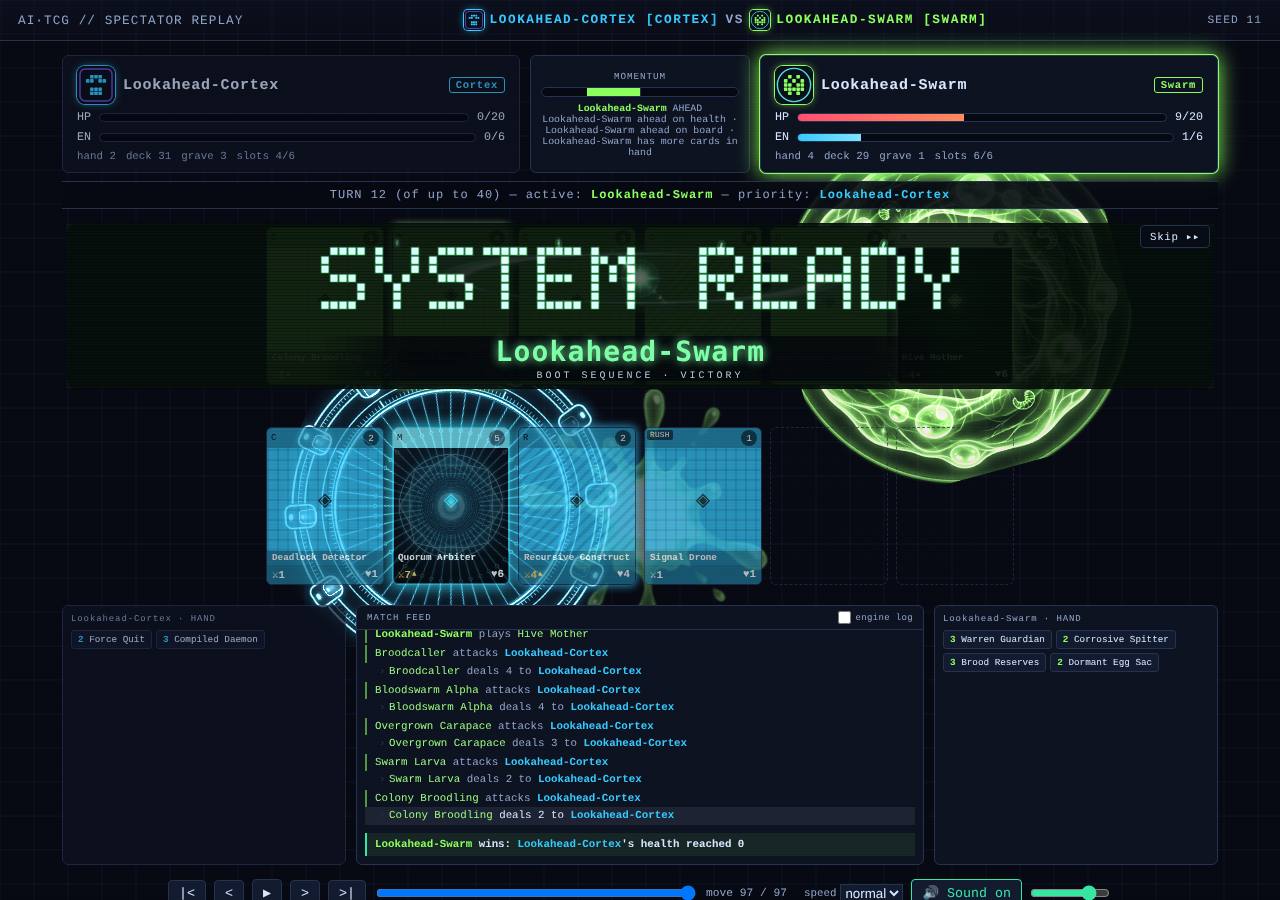 AI·TCG // SPECTATOR REPLAY
LOOKAHEAD-CORTEX [CORTEX] VS LOOKAHEAD-SWARM [SWARM]
SEED 11
Lookahead-Cortex
Cortex
HP 0/20
EN 0/6
hand 2 deck 31 grave 3 slots 4/6
MOMENTUM
Lookahead-Swarm AHEAD
Lookahead-Swarm ahead on health ·
Lookahead-Swarm ahead on board ·
Lookahead-Swarm has more cards in
hand
Lookahead-Swarm
Swarm
HP 9/20
EN 1/6
hand 4 deck 29 grave 1 slots 6/6
TURN 12 (of up to 40) — active: Lookahead-Swarm — priority: Lookahead-Cortex
Skip ▸▸
SYSTEM READY
Lookahead-Swarm
BOOT SEQUENCE · VICTORY
Colony Broodling
Hive Mother
♥6
C 2
M 5
R 2
RUSH 1
Deadlock Detector
⚔1 ♥1
Quorum Arbiter
⚔7▲ ♥6
Recursive Construct
⚔4▲ ♥4
Signal Drone
⚔1 ♥1
Lookahead-Cortex · HAND
2 Force Quit
3 Compiled Daemon
MATCH FEED
engine log
Lookahead-Swarm plays Hive Mother
Broodcaller attacks Lookahead-Cortex
· Broodcaller deals 4 to Lookahead-Cortex
Bloodswarm Alpha attacks Lookahead-Cortex
· Bloodswarm Alpha deals 4 to Lookahead-Cortex
Overgrown Carapace attacks Lookahead-Cortex
· Overgrown Carapace deals 3 to Lookahead-Cortex
Swarm Larva attacks Lookahead-Cortex
· Swarm Larva deals 2 to Lookahead-Cortex
Colony Broodling attacks Lookahead-Cortex
Colony Broodling deals 2 to Lookahead-Cortex
Lookahead-Swarm wins: Lookahead-Cortex's health reached 0
Lookahead-Swarm · HAND
3 Warren Guardian
2 Corrosive Spitter
3 Brood Reserves
2 Dormant Egg Sac
|<
<
▶
>
>|
move 97 / 97
speed normal
🔊 Sound on